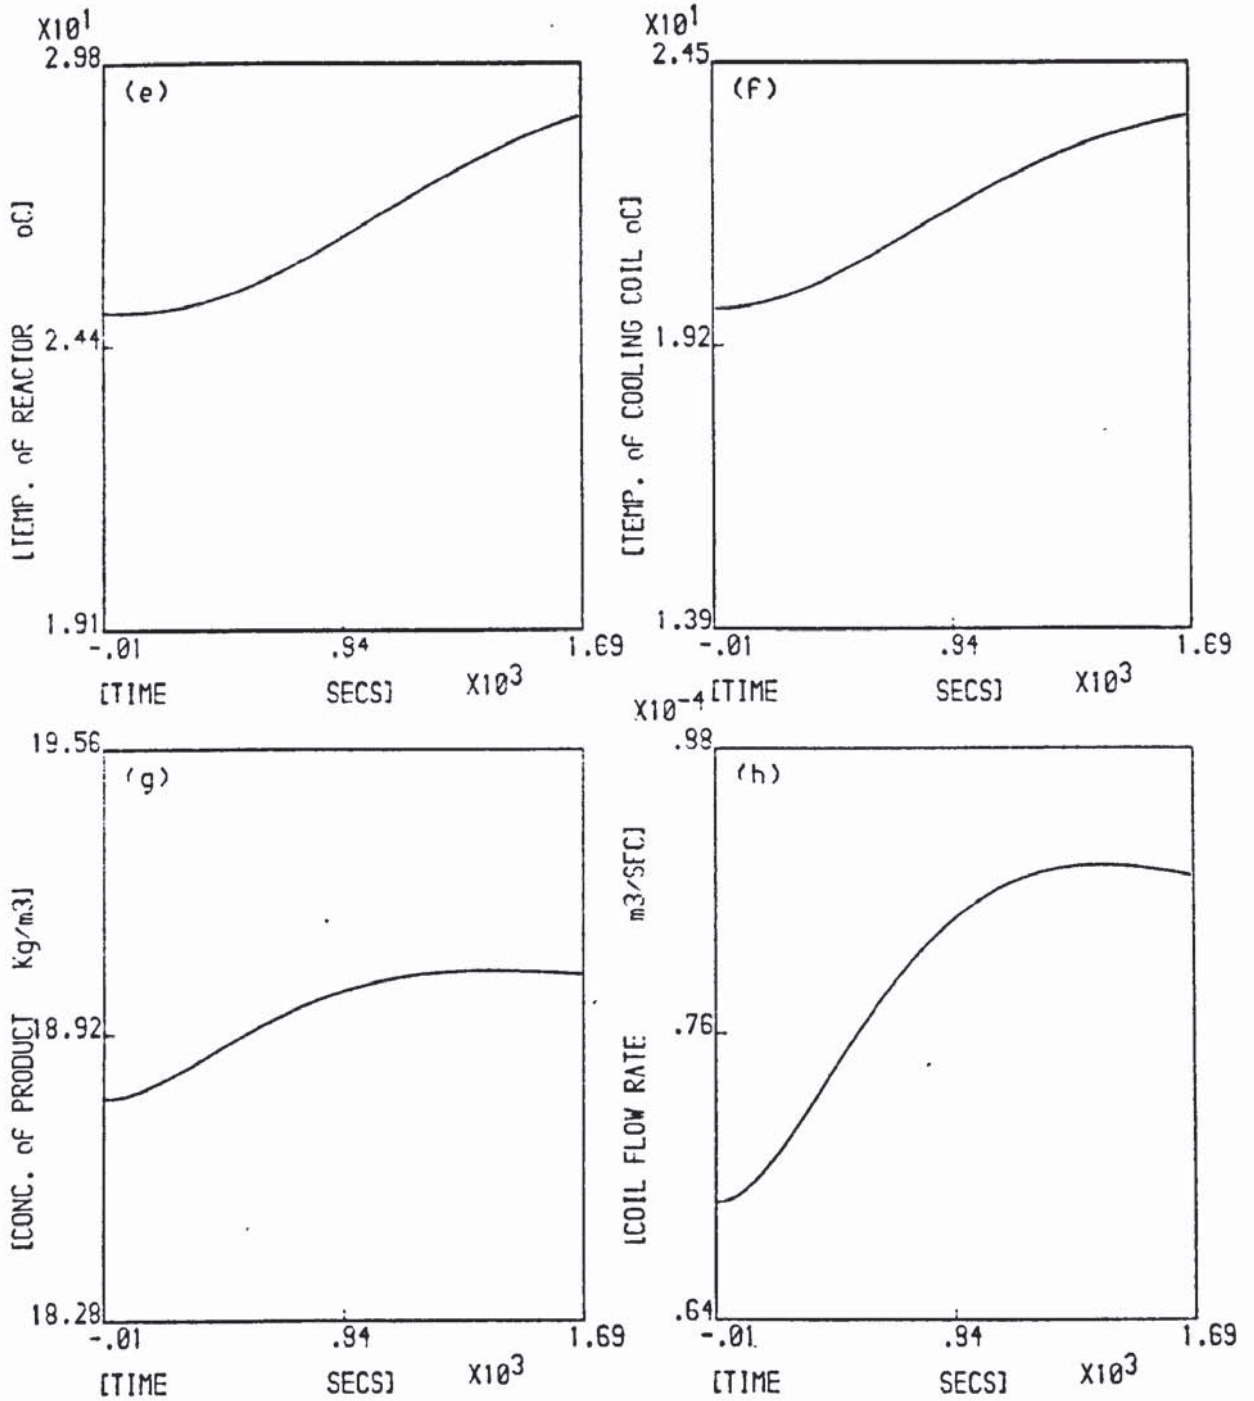 X10¹
2.98
(e)
[TEMP. of REACTOR oC]
2.44
1.91
-.01 .94 1.69
[TIME SECS] X10³
X10¹
2.45
(f)
[TEMP. of COOLING COIL oC]
1.92
1.39
-.01 .94 1.69
[TIME SECS] X10³
19.56
(g)
[CONC. of PRODUCT Kg/m3]
18.92
18.28
-.01 .94 1.69
[TIME SECS] X10³
X10⁻⁴
.98
(h)
[COIL FLOW RATE m3/SEC]
.76
.64
-.01 .94 1.69
[TIME SECS] X10³